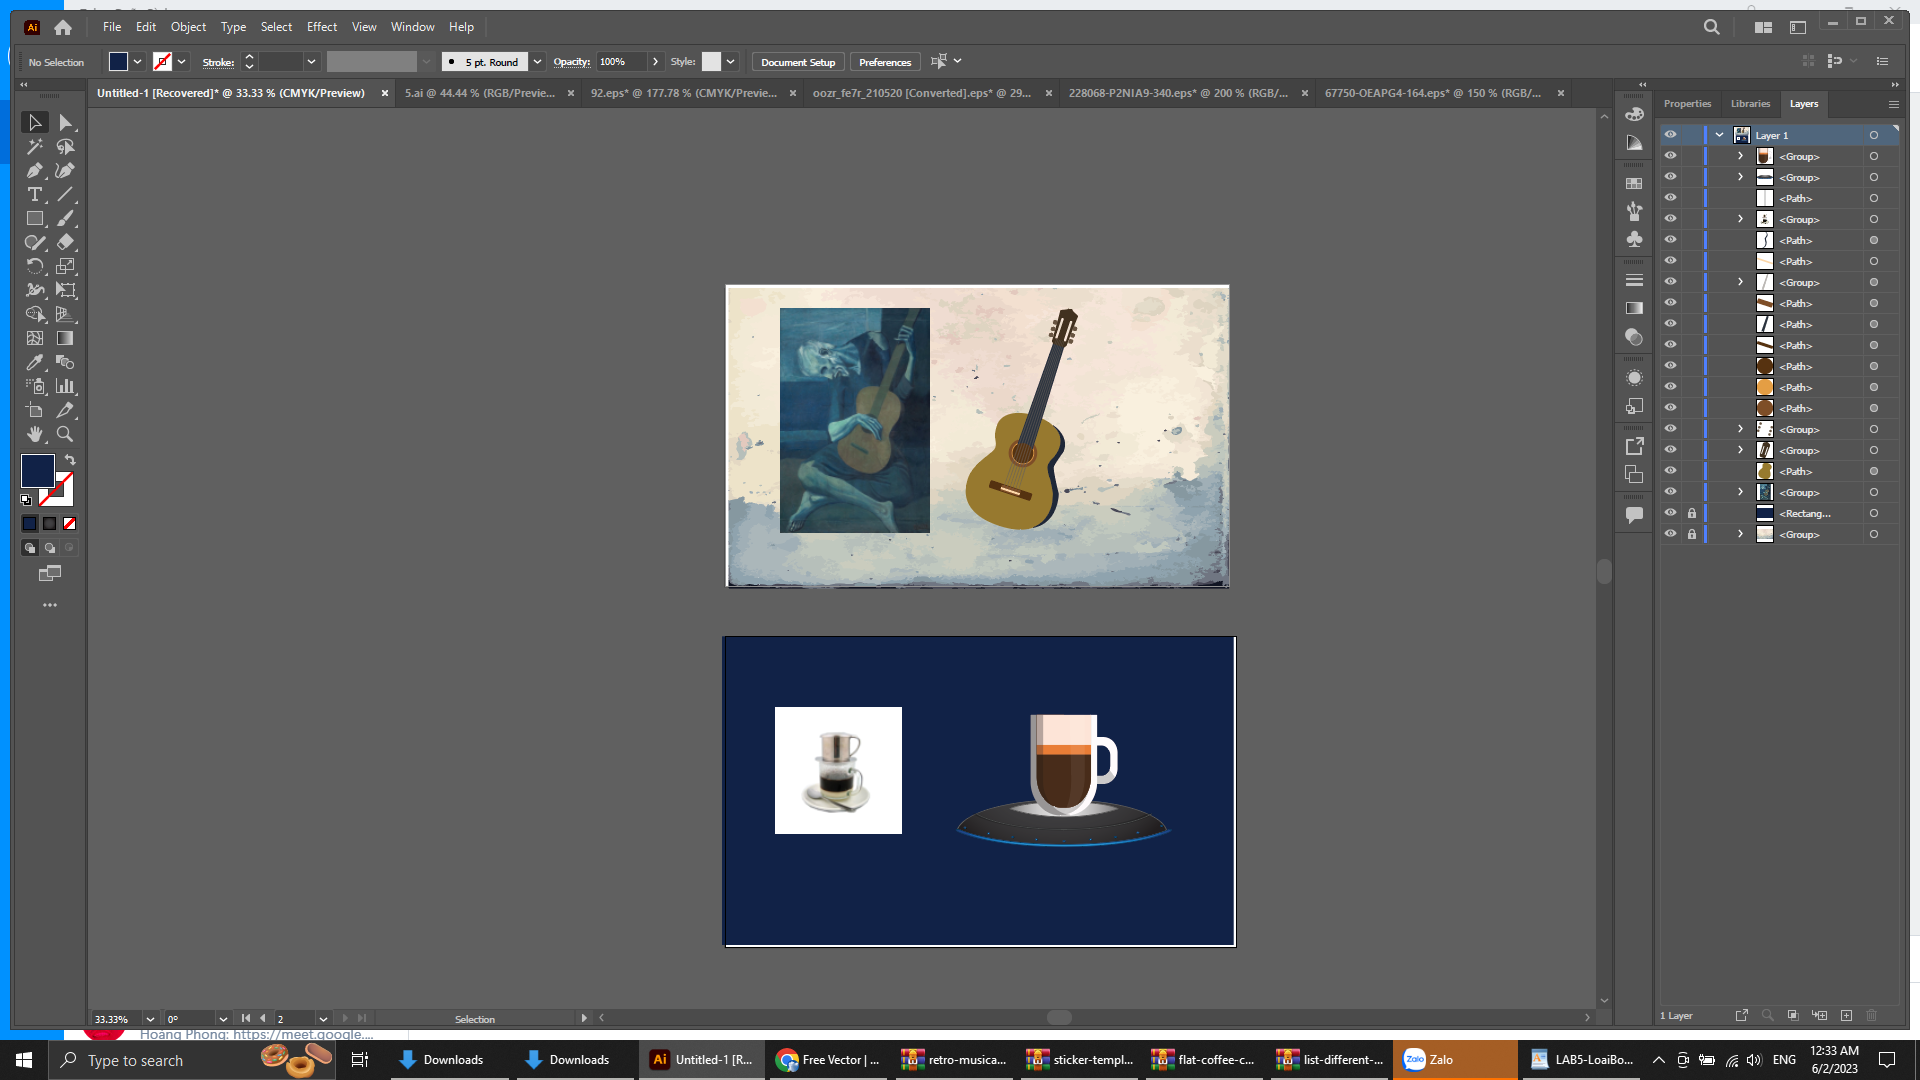 Ai File Edit Object Type Select Effect View Window Help
No Selection Stroke: 5 pt. Round Opacity: 100% Style: Document Setup Preferences
Untitled-1 [Recovered]* @ 33.33 % (CMYK/Preview) 5.ai @ 44.44 % (RGB/Previe... 92.eps* @ 177.78 % (CMYK/Previe... oozr_fe7r_210520 [Converted].eps* @ 29... 228068-P2NIA9-340.eps* @ 200 % (RGB/... 67750-OEAPG4-164.eps* @ 150 % (RGB/...
Properties Libraries Layers
Layer 1
<Group>
<Group>
<Path>
<Group>
<Path>
<Path>
<Group>
<Path>
<Path>
<Path>
<Path>
<Path>
<Path>
<Group>
<Group>
<Path>
<Group>
<Rectang...
<Group>
1 Layer
33.33% 0° 2 Selection
Hoàng Phong: https://meet.google....
Type to search Downloads Downloads Ai Untitled-1 [R... Free Vector | ... retro-musica... sticker-templ... flat-coffee-c... list-different-... Zalo Zalo LAB5-LoaiBo... ENG
12:33 AM
6/2/2023